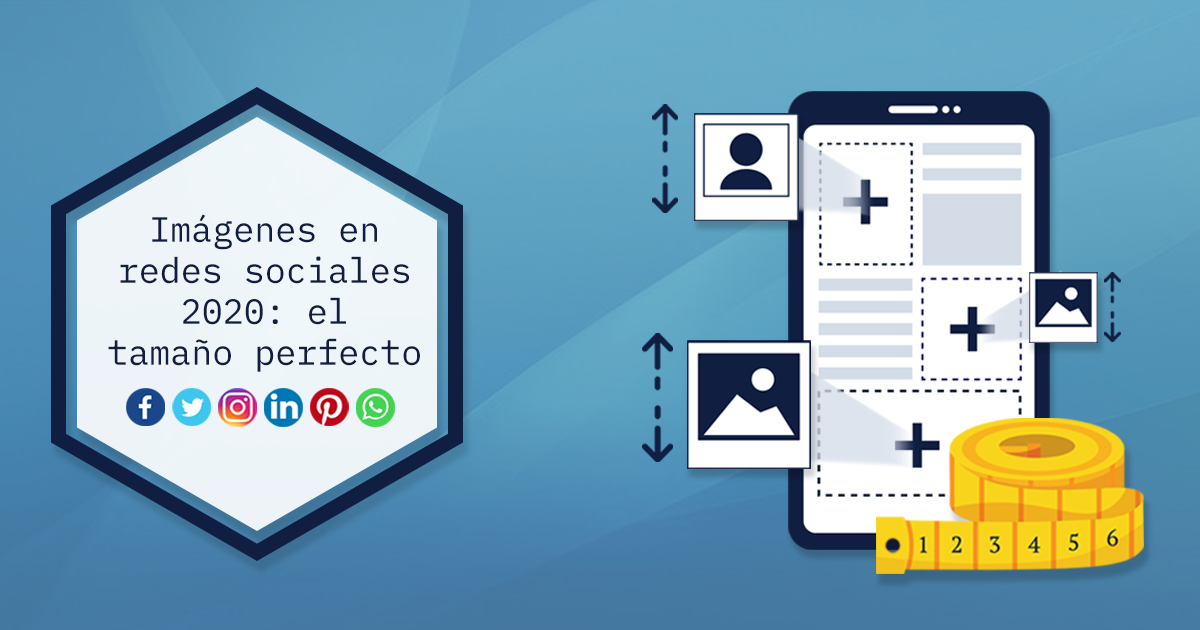 Imágenes en
redes sociales
2020: el
tamaño perfecto
1 2 3 4 5 6